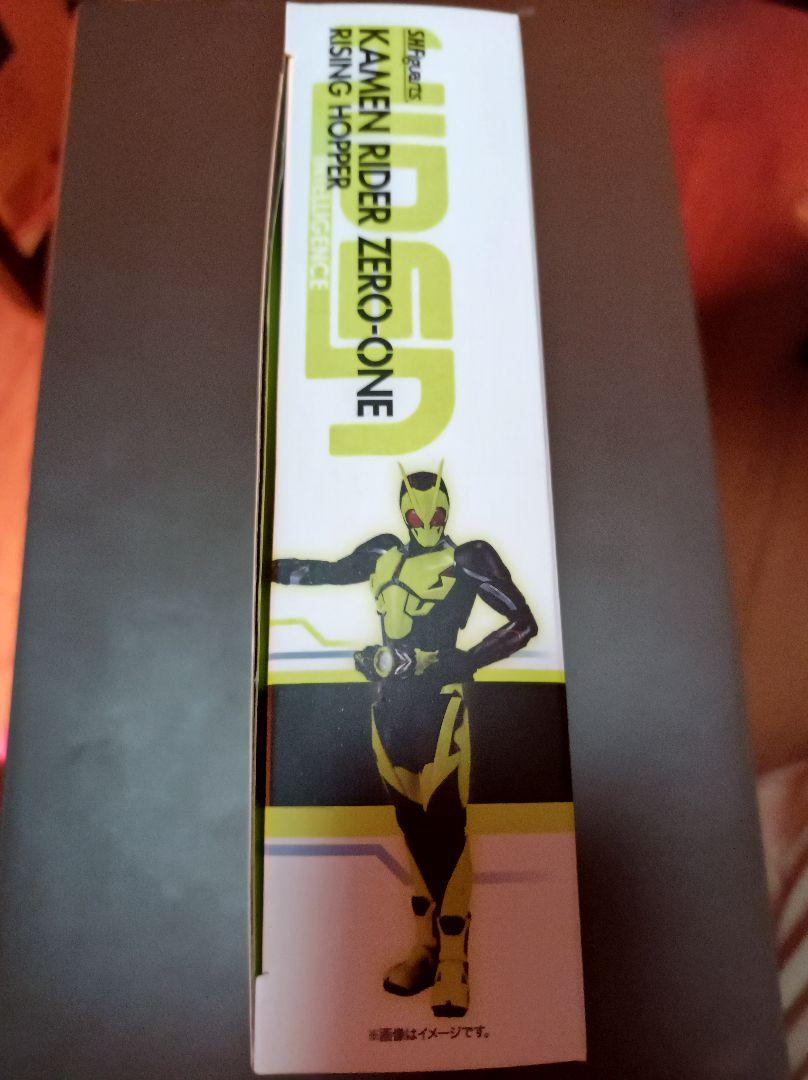 S.H.Figuarts
KAMEN RIDER ZERO-ONE
RISING HOPPER
INTELLIGENCE
※画像はイメージです。